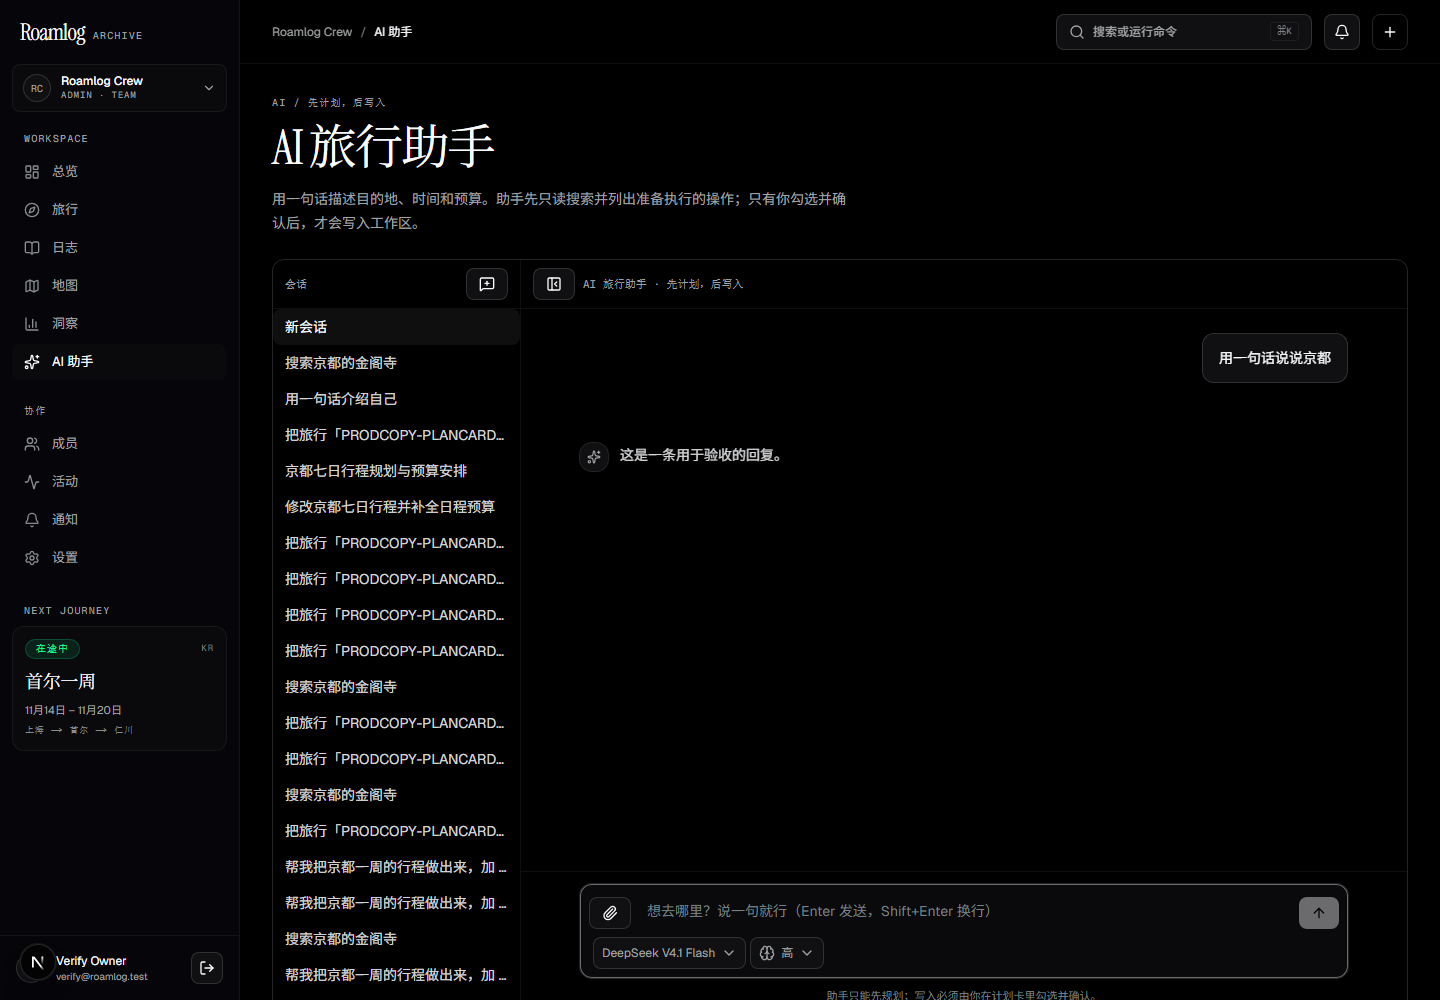 Roamlog ARCHIVE
RC
Roamlog Crew
ADMIN · TEAM
WORKSPACE
总览
旅行
日志
地图
洞察
AI 助手
协作
成员
活动
通知
设置
NEXT JOURNEY
在途中
KR
首尔一周
11月14日 – 11月20日
上海 → 首尔 → 仁川
N
Verify Owner
verify@roamlog.test
Roamlog Crew / AI 助手
搜索或运行命令
⌘K
AI / 先计划，后写入
AI 旅行助手
用一句话描述目的地、时间和预算。助手先只读搜索并列出准备执行的操作；只有你勾选并确
认后，才会写入工作区。
会话
新会话
搜索京都的金阁寺
用一句话介绍自己
把旅行「PRODCOPY-PLANCARD...
京都七日行程规划与预算安排
修改京都七日行程并补全日程预算
把旅行「PRODCOPY-PLANCARD...
把旅行「PRODCOPY-PLANCARD...
把旅行「PRODCOPY-PLANCARD...
把旅行「PRODCOPY-PLANCARD...
搜索京都的金阁寺
把旅行「PRODCOPY-PLANCARD...
把旅行「PRODCOPY-PLANCARD...
搜索京都的金阁寺
把旅行「PRODCOPY-PLANCARD...
帮我把京都一周的行程做出来，加 ...
帮我把京都一周的行程做出来，加 ...
搜索京都的金阁寺
帮我把京都一周的行程做出来，加 ...
AI 旅行助手 · 先计划，后写入
用一句话说说京都
这是一条用于验收的回复。
想去哪里？说一句就行（Enter 发送，Shift+Enter 换行）
DeepSeek V4.1 Flash
高
助手只能先规划；写入必须由你在计划卡里勾选并确认。